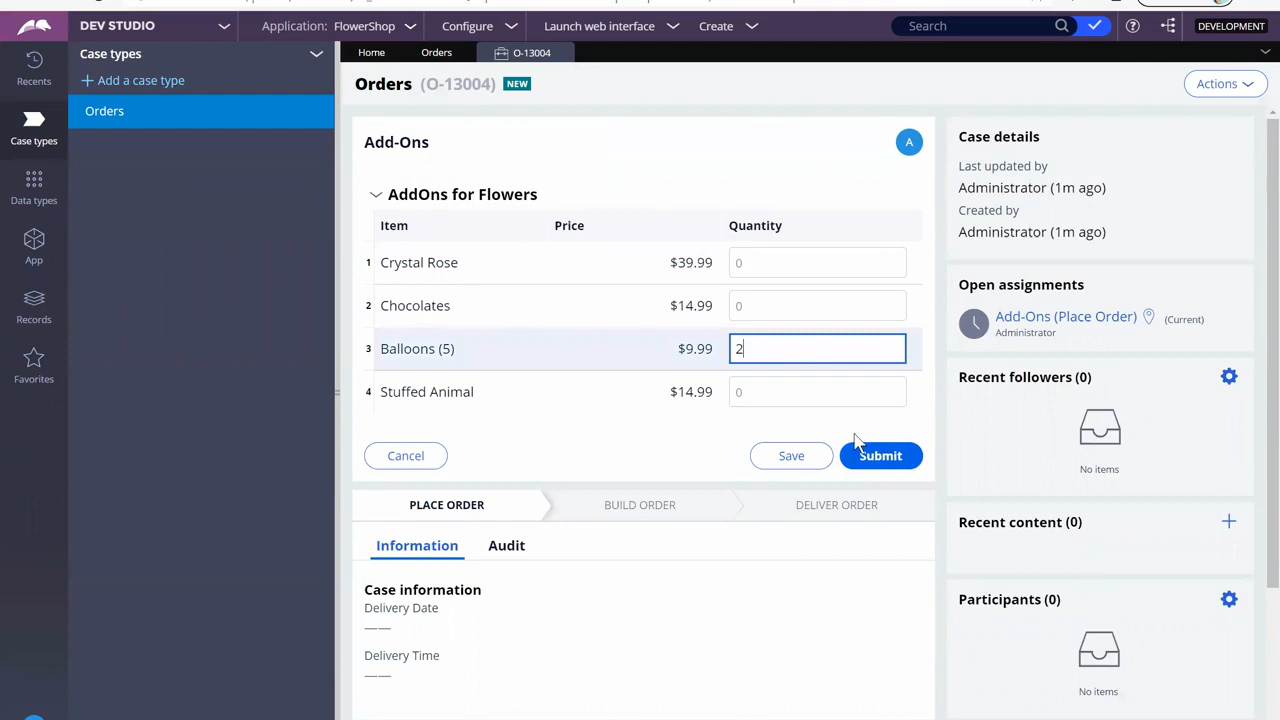 DEV STUDIO
Application: FlowerShop
Configure
Launch web interface
Create
Search
DEVELOPMENT
Recents
Case types
Data types
App
Records
Favorites
Case types
+ Add a case type
Orders
Home
Orders
O-13004
Orders (O-13004) NEW
Actions
Add-Ons
A
AddOns for Flowers
Item Price Quantity
1 Crystal Rose $39.99 0
2 Chocolates $14.99 0
3 Balloons (5) $9.99 2
4 Stuffed Animal $14.99 0
Cancel
Save
Submit
PLACE ORDER
BUILD ORDER
DELIVER ORDER
Information
Audit
Case information
Delivery Date
——
Delivery Time
——
Case details
Last updated by
Administrator (1m ago)
Created by
Administrator (1m ago)
Open assignments
Add-Ons (Place Order) (Current)
Administrator
Recent followers (0)
No items
Recent content (0)
Participants (0)
No items